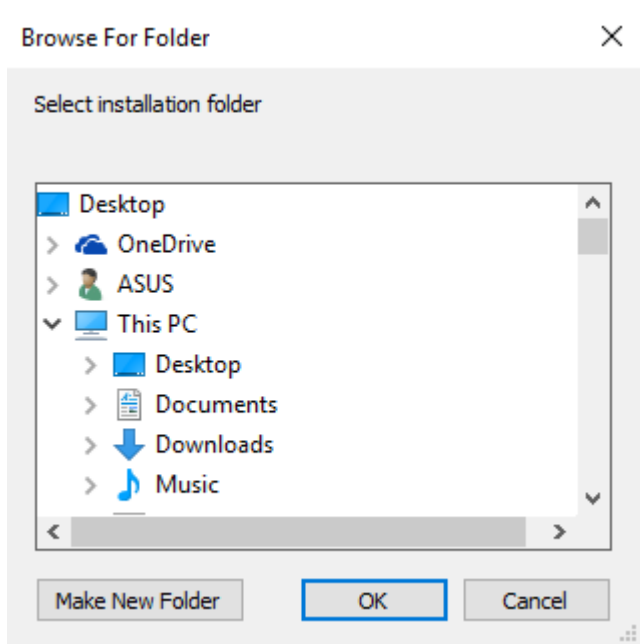 Browse For Folder
Select installation folder
Desktop
OneDrive
ASUS
This PC
Desktop
Documents
Downloads
Music
Make New Folder
OK
Cancel